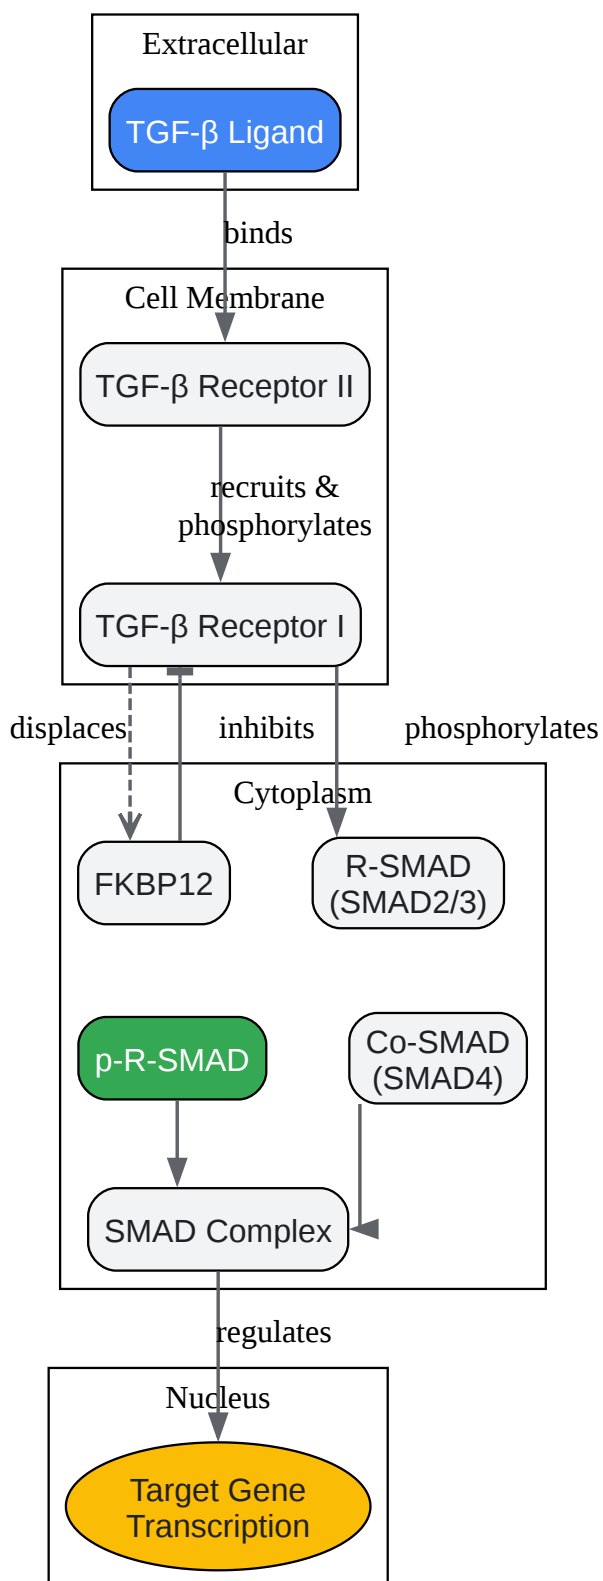 Extracellular
TGF-β Ligand
binds
Cell Membrane
TGF-β Receptor II
recruits &
phosphorylates
TGF-β Receptor I
displaces
inhibits
phosphorylates
Cytoplasm
FKBP12
R-SMAD
(SMAD2/3)
p-R-SMAD
Co-SMAD
(SMAD4)
SMAD Complex
regulates
Nucleus
Target Gene
Transcription